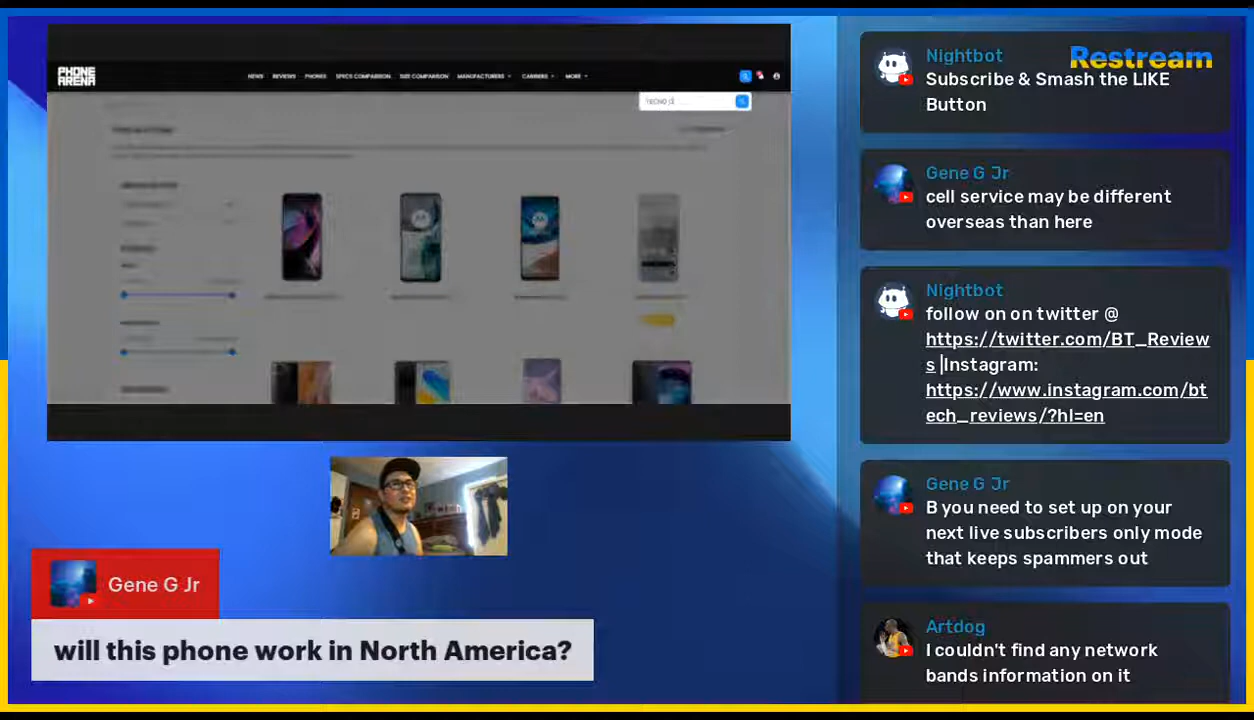 PHONE
ARENA
NEWS
REVIEWS
PHONES
SPECS COMPARISON
SIZE COMPARISON
MANUFACTURERS
CARRIERS
MORE
Restream
Nightbot
Subscribe & Smash the LIKE
Button
Gene G Jr
cell service may be different
overseas than here
Nightbot
follow on on twitter @
https://twitter.com/BT_Review
s |Instagram:
https://www.instagram.com/bt
ech_reviews/?hl=en
Gene G Jr
B you need to set up on your
next live subscribers only mode
that keeps spammers out
Artdog
I couldn't find any network
bands information on it
Gene G Jr
will this phone work in North America?